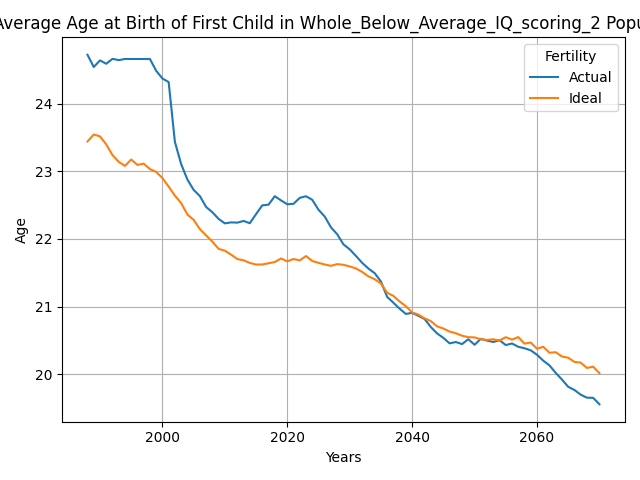 Average Age at Birth of First Child in Whole_Below_Average_IQ_scoring_2
Fertility
Actual
Ideal
24
23
22
21
20
Age
2000
2020
2040
2060
Years